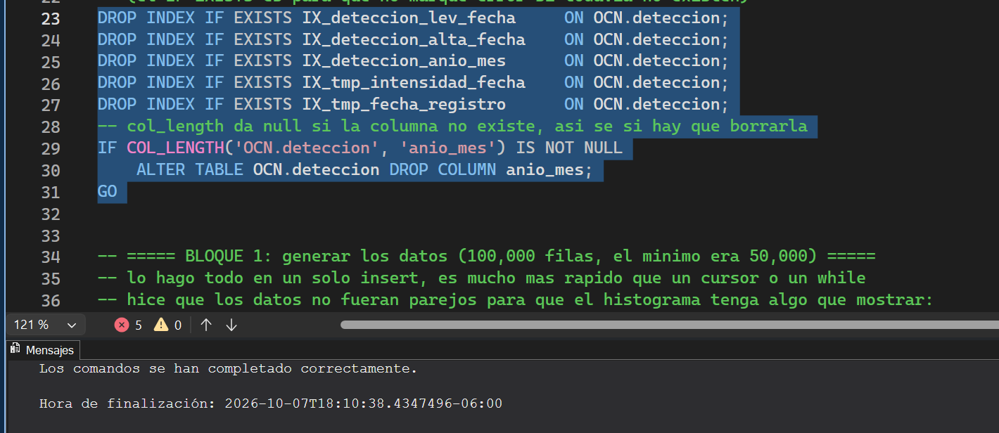 23 DROP INDEX IF EXISTS IX_deteccion_lev_fecha ON OCN.deteccion;
24 DROP INDEX IF EXISTS IX_deteccion_alta_fecha ON OCN.deteccion;
25 DROP INDEX IF EXISTS IX_deteccion_anio_mes ON OCN.deteccion;
26 DROP INDEX IF EXISTS IX_tmp_intensidad_fecha ON OCN.deteccion;
27 DROP INDEX IF EXISTS IX_tmp_fecha_registro ON OCN.deteccion;
28 -- col_length da null si la columna no existe, asi se si hay que borrarla
29 IF COL_LENGTH('OCN.deteccion', 'anio_mes') IS NOT NULL
30 ALTER TABLE OCN.deteccion DROP COLUMN anio_mes;
31 GO
32
33
34 -- ===== BLOQUE 1: generar los datos (100,000 filas, el minimo era 50,000) =====
35 -- lo hago todo en un solo insert, es mucho mas rapido que un cursor o un while
36 -- hice que los datos no fueran parejos para que el histograma tenga algo que mostrar:
121 % 5 0
Mensajes
Los comandos se han completado correctamente.
Hora de finalización: 2026-10-07T18:10:38.4347496-06:00